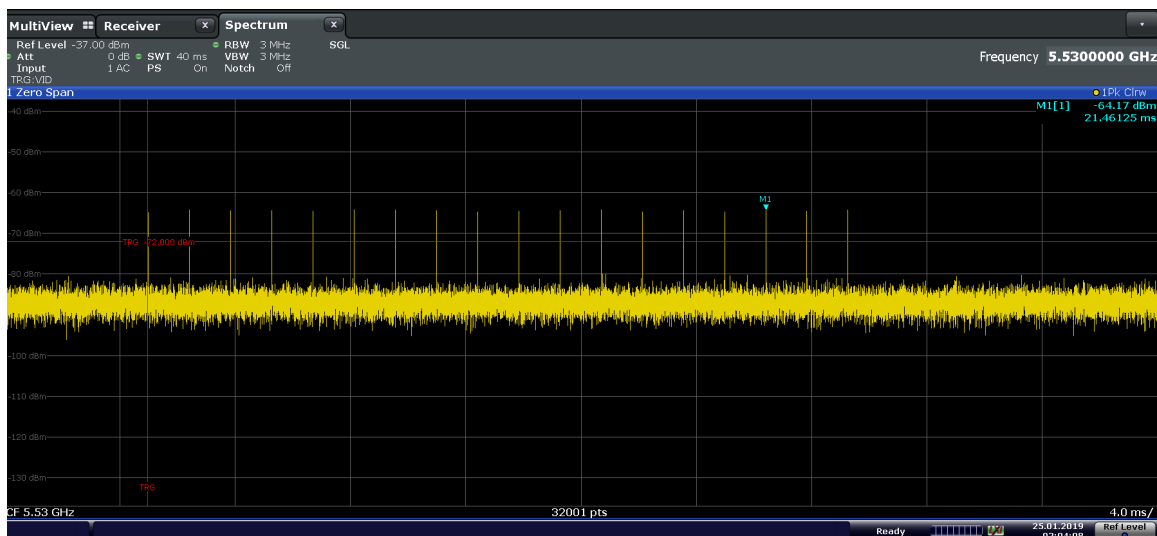 MultiView Receiver X Spectrum X
Ref Level -37.00 dBm RBW 3 MHz SGL
Att 0 dB SWT 40 ms VBW 3 MHz
Input 1 AC PS On Notch Off
TRG:VID
Frequency 5.5300000 GHz
1 Zero Span 1Pk Clrw
M1[1] -64.17 dBm
21.46125 ms
-40 dBm
-50 dBm
-60 dBm
M1
-70 dBm
TRG -72.000 dBm
-80 dBm
-100 dBm
-110 dBm
-120 dBm
-130 dBm
TRG
CF 5.53 GHz 32001 pts 4.0 ms/
Ready 25.01.2019 Ref Level